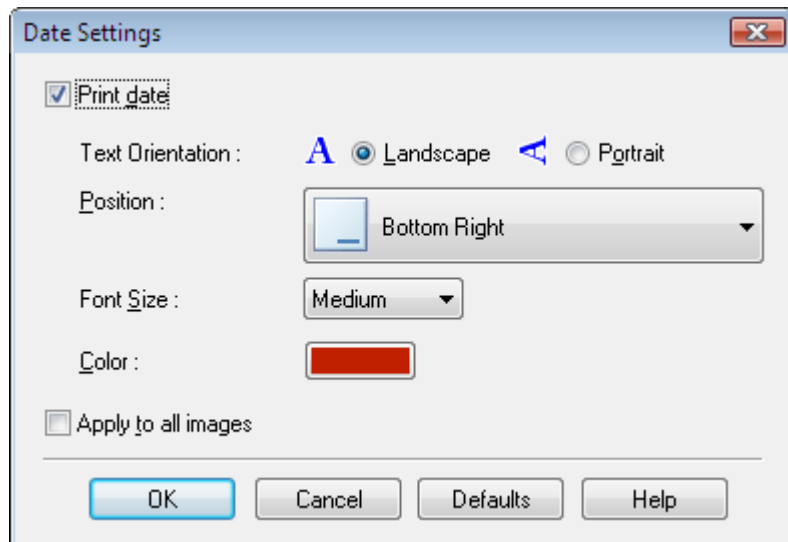 Date Settings
Print date
Text Orientation : A Landscape A Portrait
Position : Bottom Right
Font Size : Medium
Color :
Apply to all images
OK Cancel Defaults Help